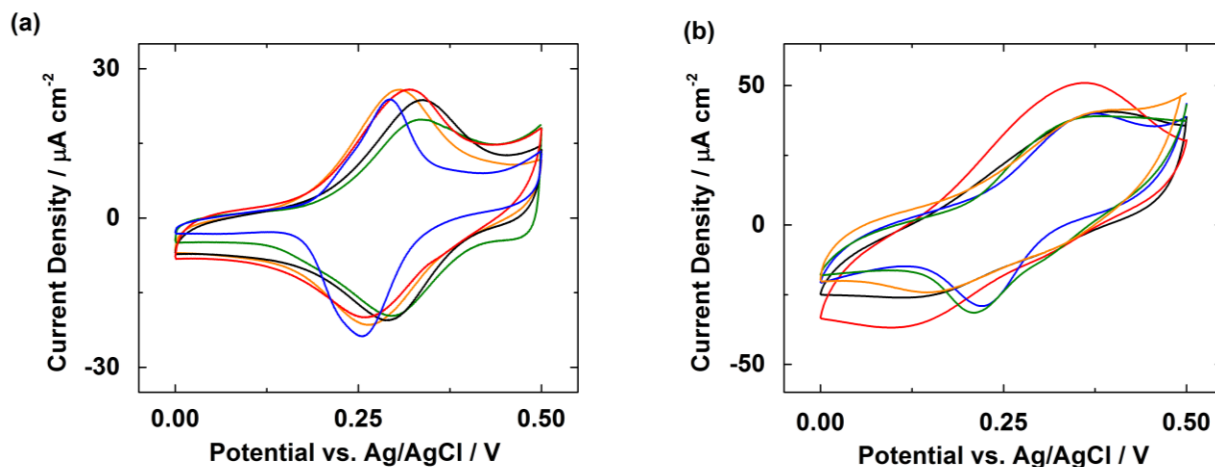 (a)
30
0
-30
Current Density / μA cm⁻²
0.00 0.25 0.50
Potential vs. Ag/AgCl / V
(b)
50
0
-50
Current Density / μA cm⁻²
0.00 0.25 0.50
Potential vs. Ag/AgCl / V